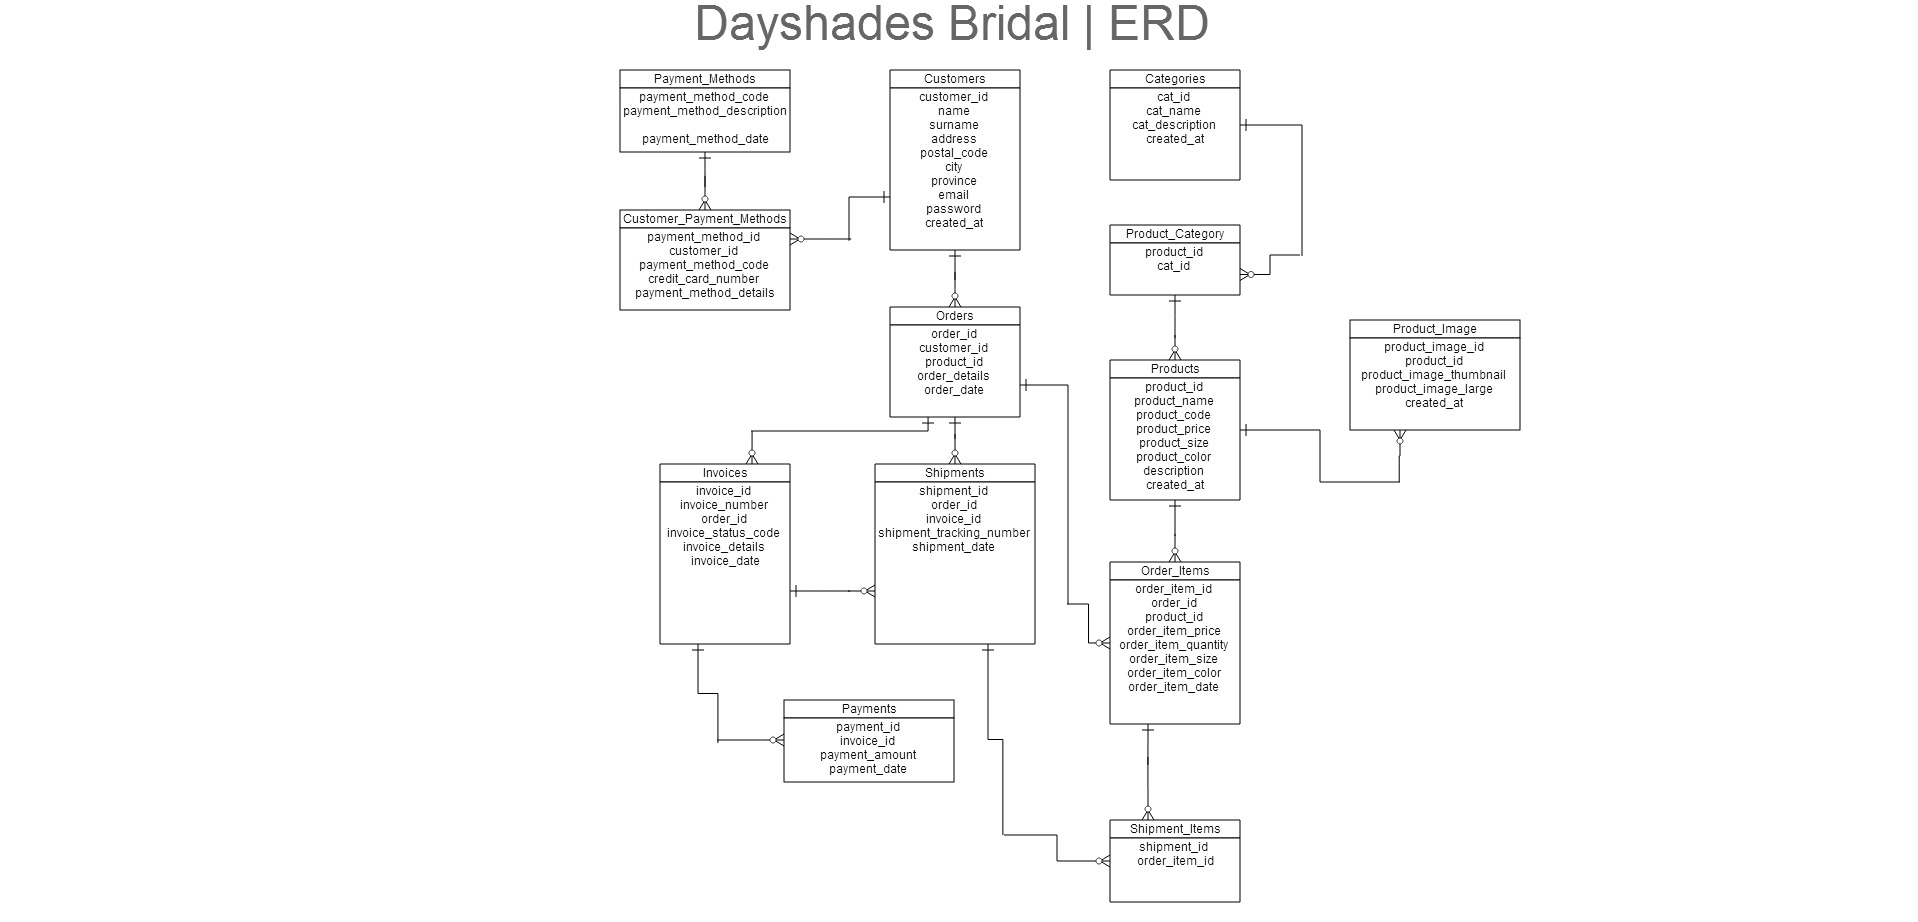 Dayshades Bridal | ERD
Payment_Methods
payment_method_code
payment_method_description
payment_method_date
Customers
customer_id
name
surname
address
postal_code
city
province
email
password
created_at
Categories
cat_id
cat_name
cat_description
created_at
Customer_Payment_Methods
payment_method_id
customer_id
payment_method_code
credit_card_number
payment_method_details
Product_Category
product_id
cat_id
Orders
order_id
customer_id
product_id
order_details
order_date
Product_Image
product_image_id
product_id
product_image_thumbnail
product_image_large
created_at
Products
product_id
product_name
product_code
product_price
product_size
product_color
description
created_at
Invoices
invoice_id
invoice_number
order_id
invoice_status_code
invoice_details
invoice_date
Shipments
shipment_id
order_id
invoice_id
shipment_tracking_number
shipment_date
Order_Items
order_item_id
order_id
product_id
order_item_price
order_item_quantity
order_item_size
order_item_color
order_item_date
Payments
payment_id
invoice_id
payment_amount
payment_date
Shipment_Items
shipment_id
order_item_id